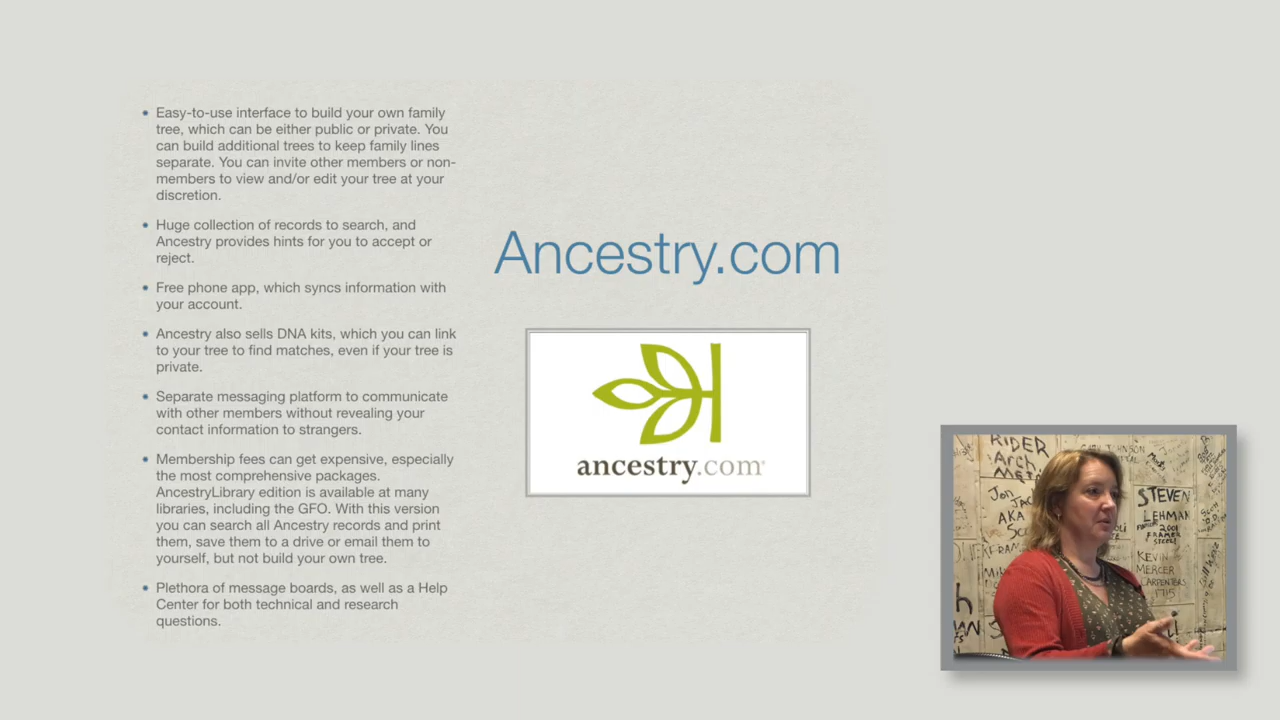 • Easy-to-use interface to build your own family
tree, which can be either public or private. You
can build additional trees to keep family lines
separate. You can invite other members or non-
members to view and/or edit your tree at your
discretion.
• Huge collection of records to search, and
Ancestry provides hints for you to accept or
reject.
• Free phone app, which syncs information with
your account.
• Ancestry also sells DNA kits, which you can link
to your tree to find matches, even if your tree is
private.
• Separate messaging platform to communicate
with other members without revealing your
contact information to strangers.
• Membership fees can get expensive, especially
the most comprehensive packages.
AncestryLibrary edition is available at many
libraries, including the GFO. With this version
you can search all Ancestry records and print
them, save them to a drive or email them to
yourself, but not build your own tree.
• Plethora of message boards, as well as a Help
Center for both technical and research
questions.
Ancestry.com
ancestry.com
RIDER
Arch
Jon
AKA
STEVEN
LEHMAN
2001
FRAMER
STREET
KEVIN
MERCER
CARPENTERS
1715